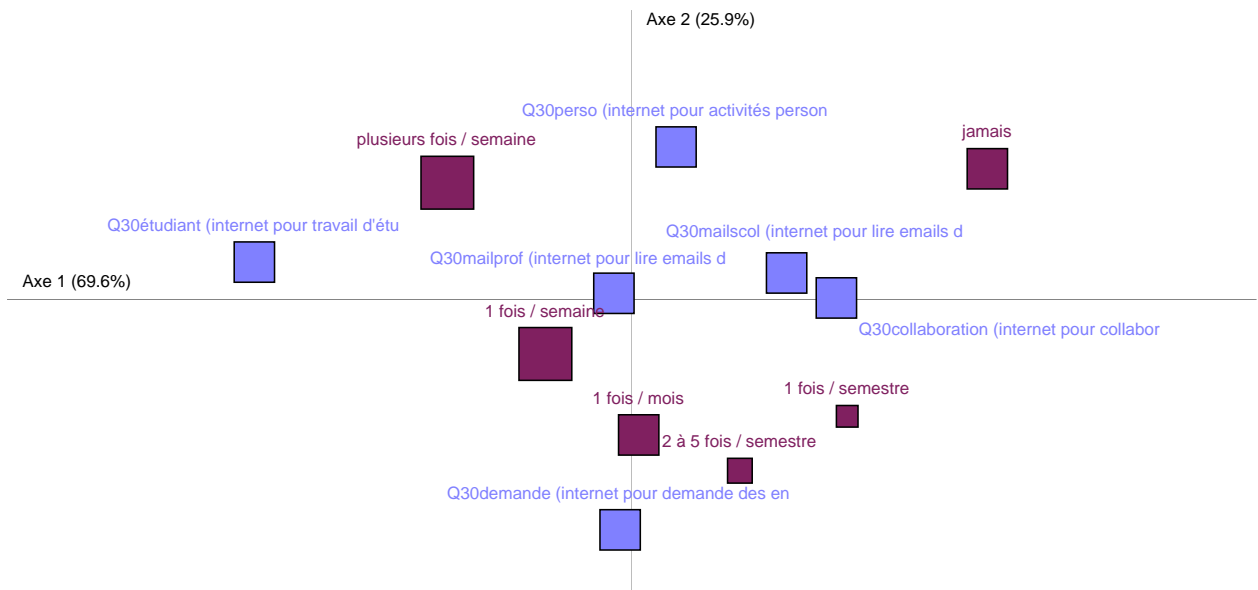 Axe 2 (25.9%)
Q30perso (internet pour activités person
plusieurs fois / semaine
jamais
Q30étudiant (internet pour travail d'étu
Q30mailscol (internet pour lire emails d
Q30mailprof (internet pour lire emails d
Axe 1 (69.6%)
1 fois / semaine
Q30collaboration (internet pour collabor
1 fois / semestre
1 fois / mois
2 à 5 fois / semestre
Q30demande (internet pour demande des en